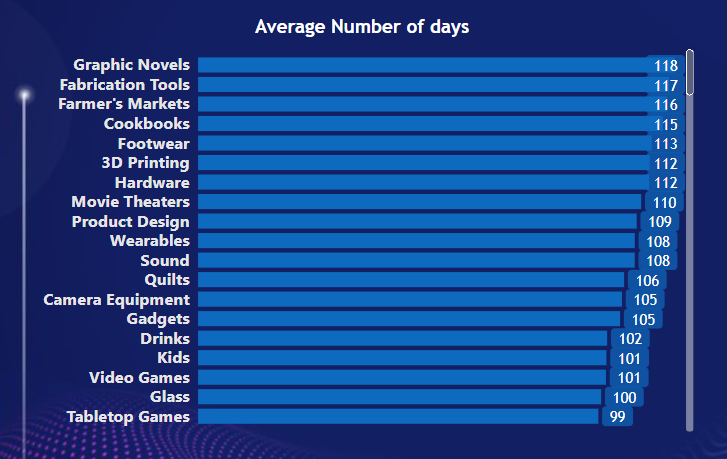 Average Number of days
Graphic Novels 118
Fabrication Tools 117
Farmer's Markets 116
Cookbooks 115
Footwear 113
3D Printing 112
Hardware 112
Movie Theaters 110
Product Design 109
Wearables 108
Sound 108
Quilts 106
Camera Equipment 105
Gadgets 105
Drinks 102
Kids 101
Video Games 101
Glass 100
Tabletop Games 99